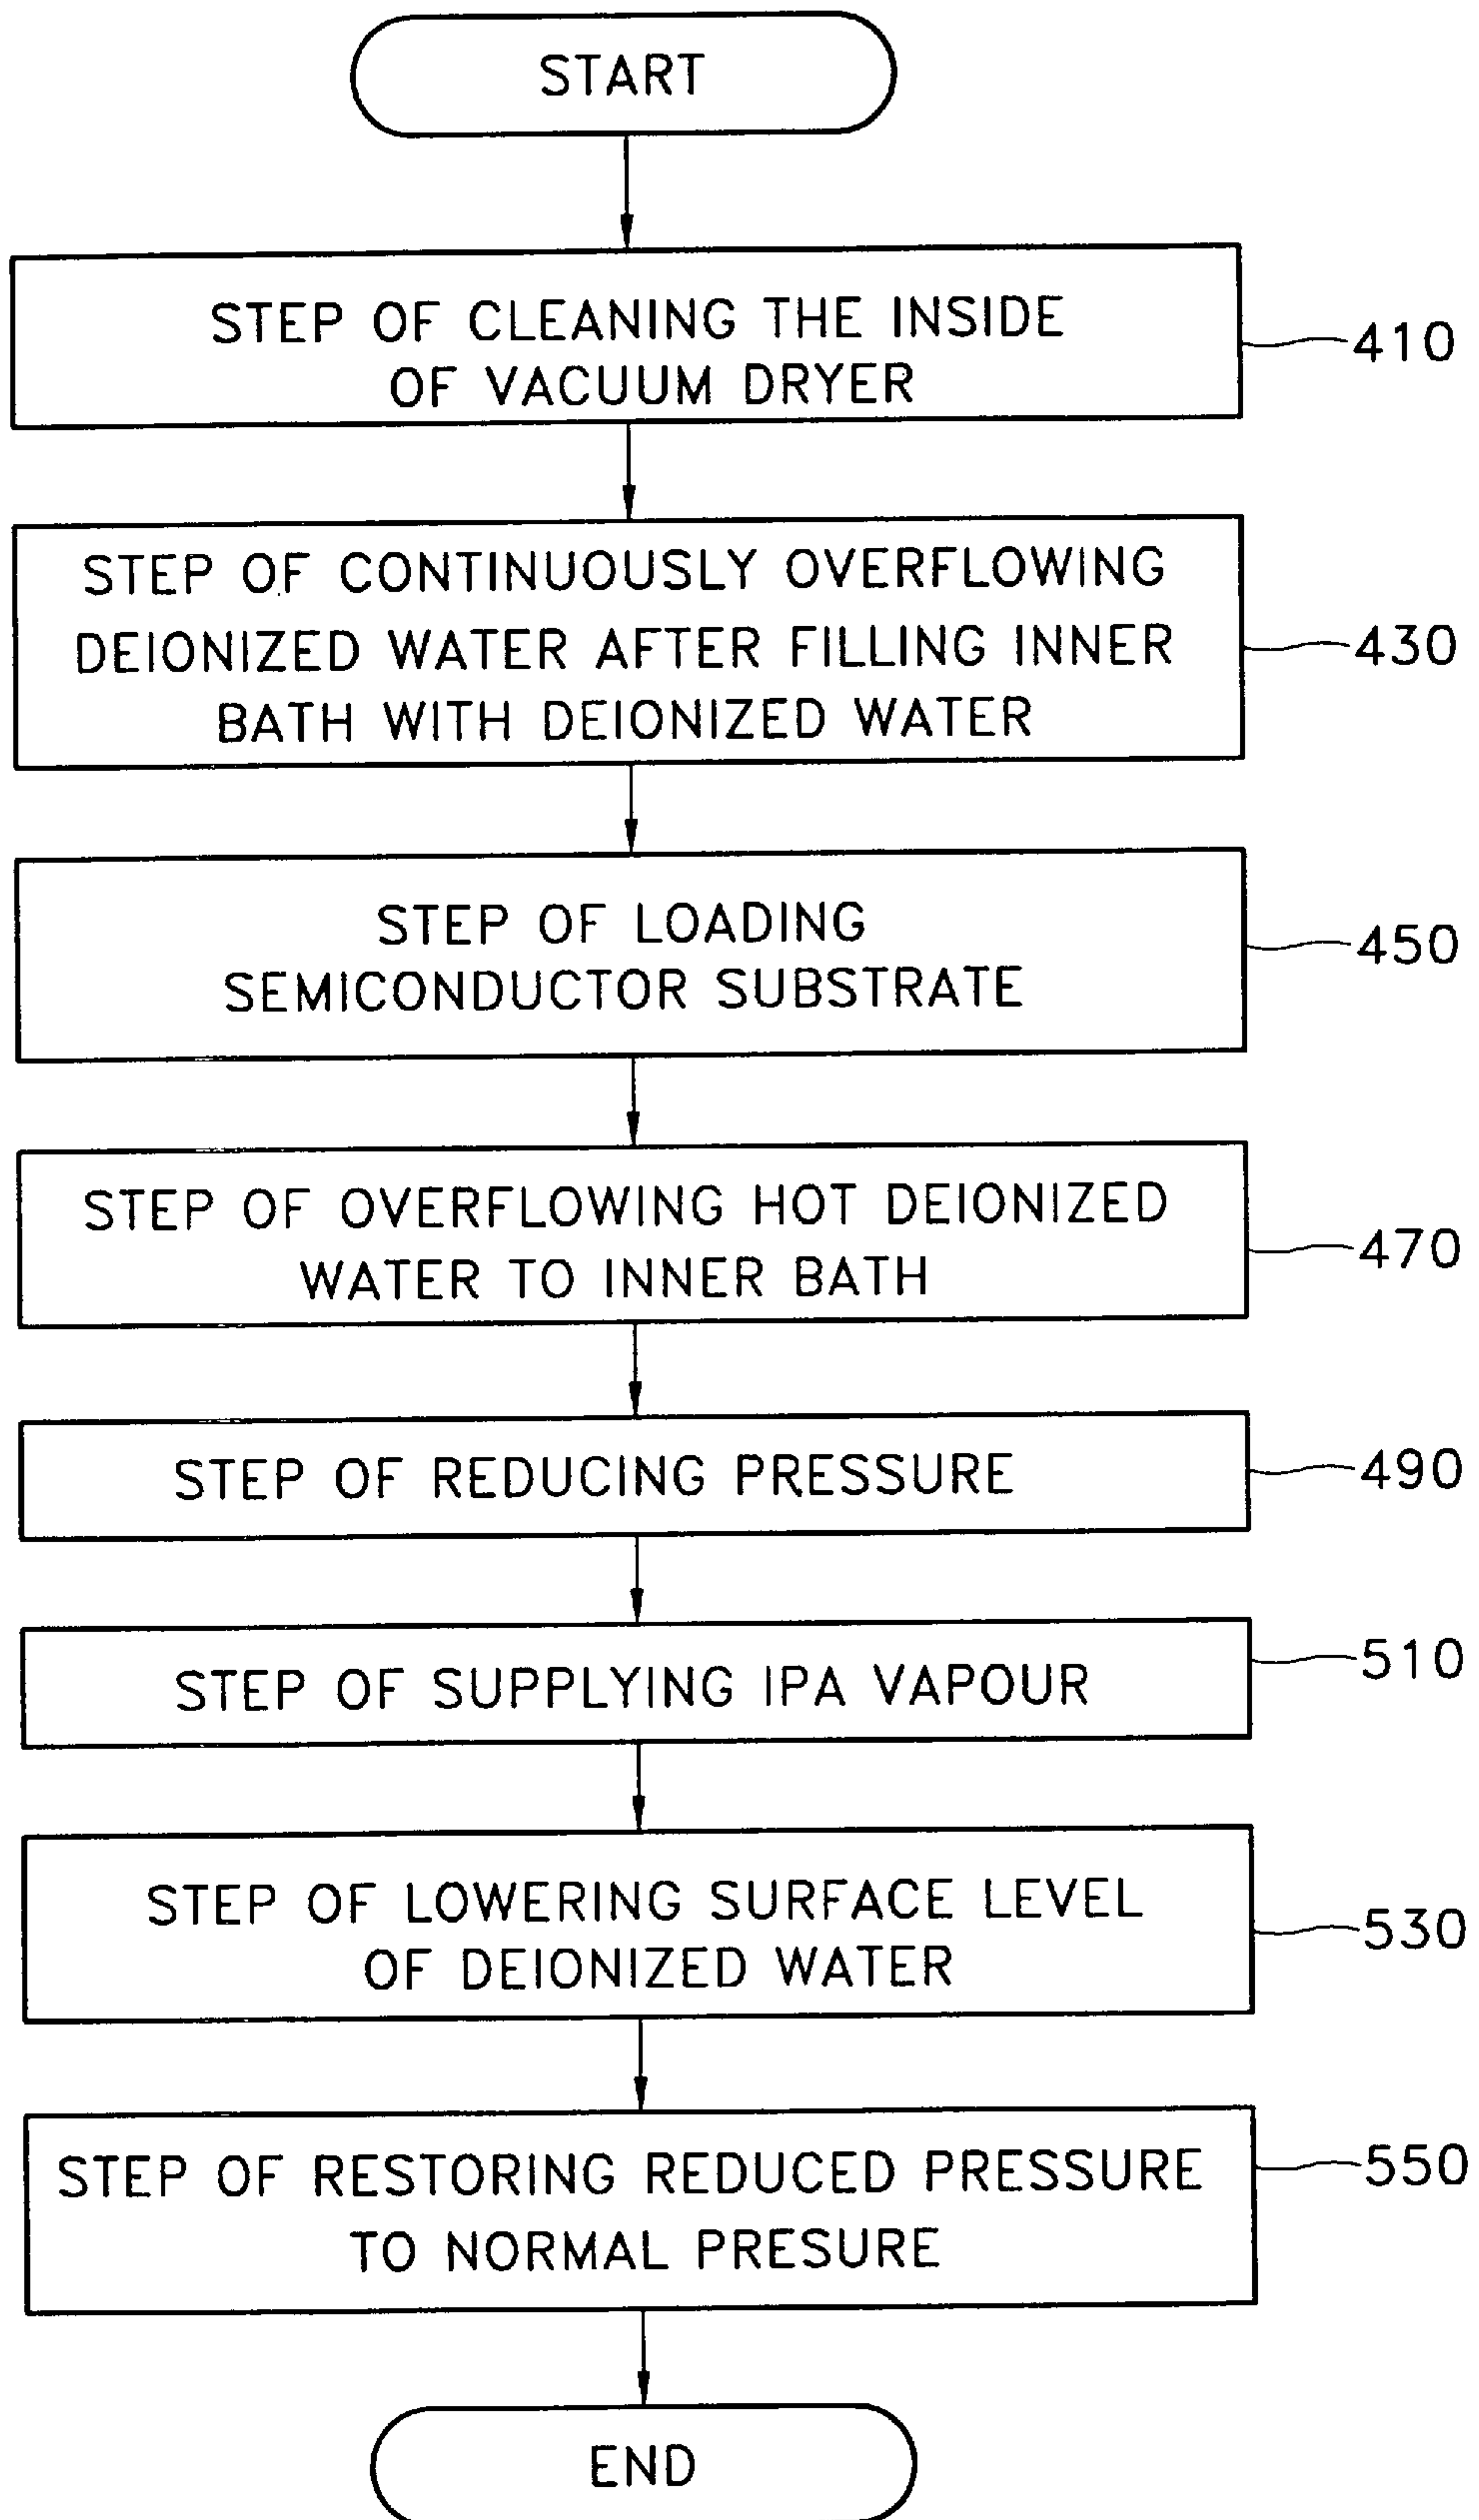 START
STEP OF CLEANING THE INSIDE
OF VACUUM DRYER
410
STEP OF CONTINUOUSLY OVERFLOWING
DEIONIZED WATER AFTER FILLING INNER
BATH WITH DEIONIZED WATER
430
STEP OF LOADING
SEMICONDUCTOR SUBSTRATE
450
STEP OF OVERFLOWING HOT DEIONIZED
WATER TO INNER BATH
470
STEP OF REDUCING PRESSURE
490
STEP OF SUPPLYING IPA VAPOUR
510
STEP OF LOWERING SURFACE LEVEL
OF DEIONIZED WATER
530
STEP OF RESTORING REDUCED PRESSURE
TO NORMAL PRESURE
550
END